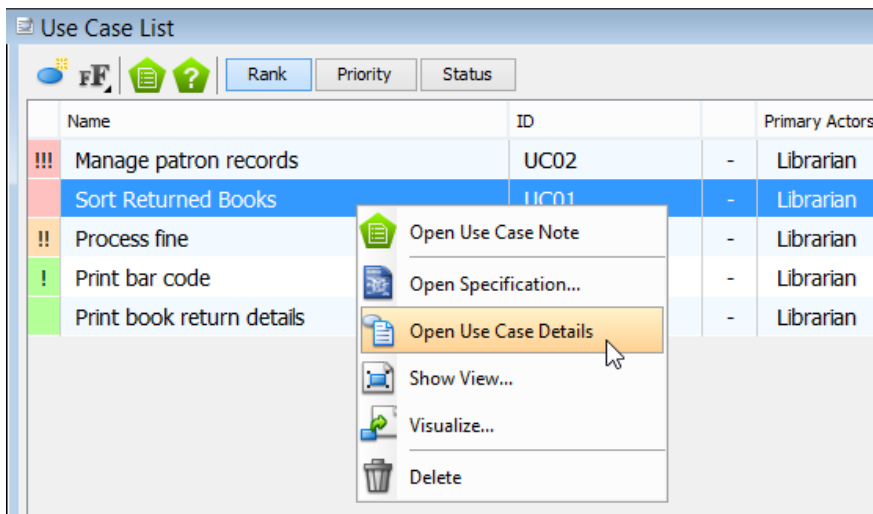 Use Case List
FF
?
Rank Priority Status
Name ID Primary Actors
!!! Manage patron records UC02 - Librarian
Sort Returned Books UC01 - Librarian
!! Process fine - Librarian
! Print bar code - Librarian
Print book return details - Librarian
Open Use Case Note
Open Specification...
Open Use Case Details
Show View...
Visualize...
Delete